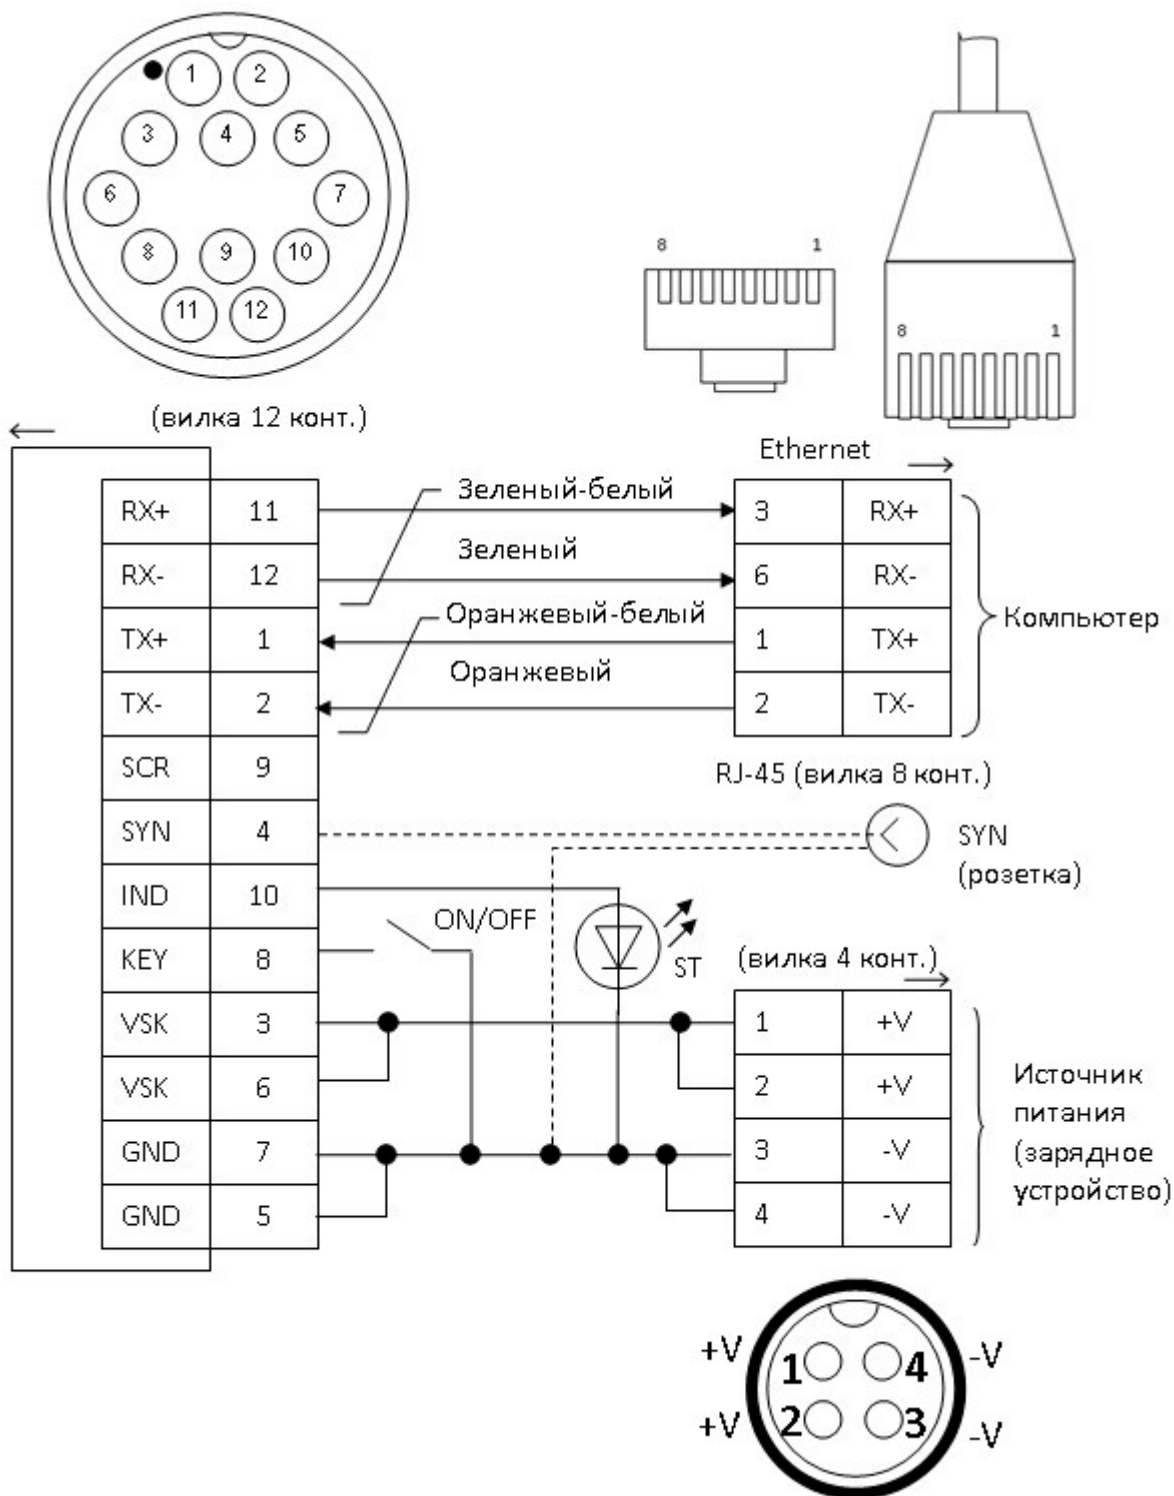 1 2
3 4 5
6 7
8 9 10
11 12
8 1
8 1
(вилка 12 конт.)
Ethernet
RX+ 11 Зеленый-белый 3 RX+
RX- 12 Зеленый 6 RX-
TX+ 1 Оранжевый-белый 1 TX+
TX- 2 Оранжевый 2 TX-
Компьютер
SCR 9
RJ-45 (вилка 8 конт.)
SYN 4
SYN
(розетка)
IND 10
ON/OFF
KEY 8
ST
(вилка 4 конт.)
VSK 3 1 +V
VSK 6 2 +V
GND 7 3 -V
GND 5 4 -V
Источник
питания
(зарядное
устройство)
+V 1 4 -V
+V 2 3 -V